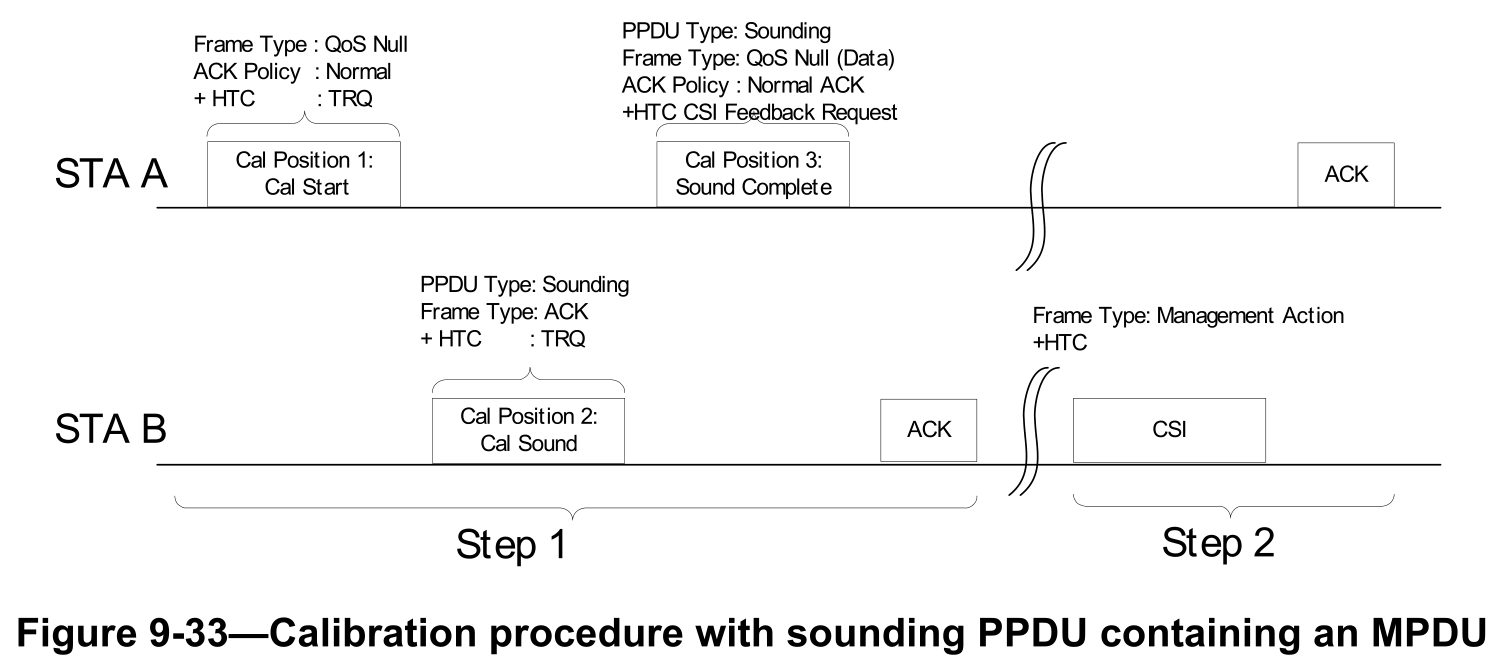 Frame Type : QoS Null
ACK Policy : Normal
+ HTC : TRQ
PPDU Type: Sounding
Frame Type: QoS Null (Data)
ACK Policy : Normal ACK
+HTC CSI Feedback Request
STA A
Cal Position 1:
Cal Start
Cal Position 3:
Sound Complete
ACK
PPDU Type: Sounding
Frame Type: ACK
+ HTC : TRQ
Frame Type: Management Action
+HTC
STA B
Cal Position 2:
Cal Sound
ACK
CSI
Step 1
Step 2
Figure 9-33—Calibration procedure with sounding PPDU containing an MPDU